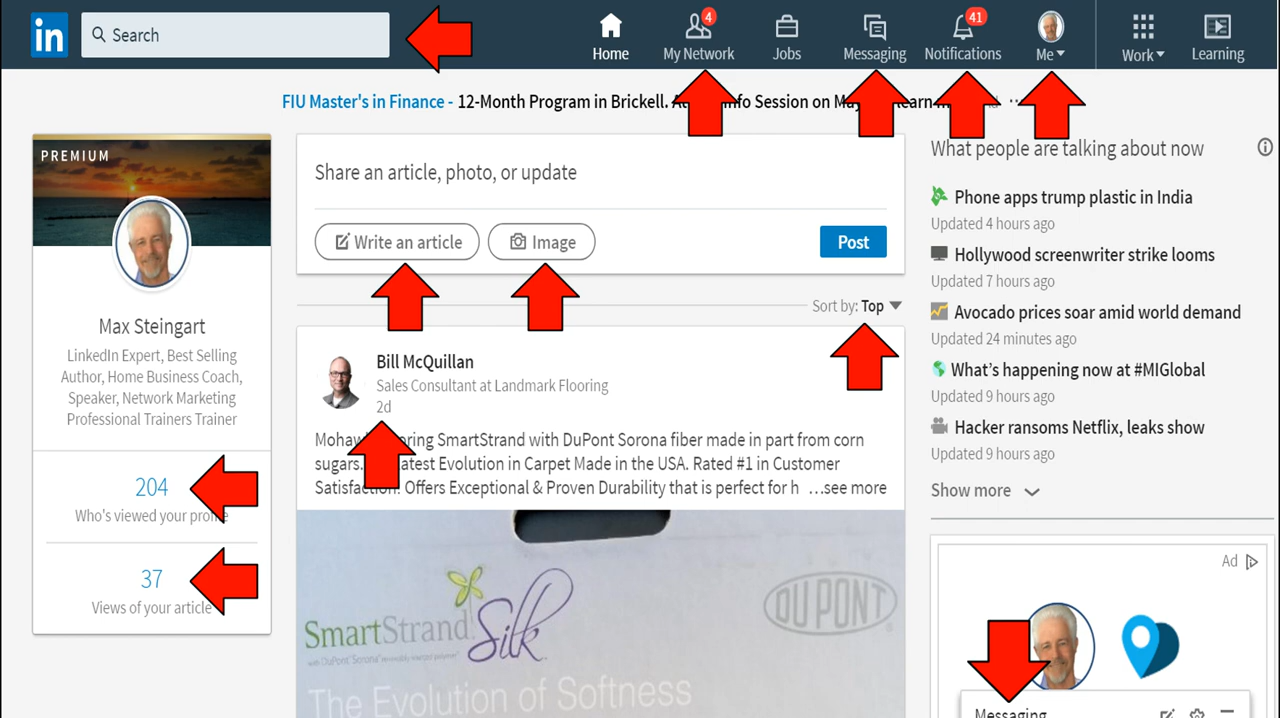 in
Search
4
41
Home
My Network
Jobs
Messaging
Notifications
Me
Work
Learning
FIU Master's in Finance - 12-Month Program in Brickell. Info Session on
PREMIUM
Max Steingart
LinkedIn Expert, Best Selling
Author, Home Business Coach,
Speaker, Network Marketing
Professional Trainers Trainer
204
Who's viewed your profile
37
Views of your article
Share an article, photo, or update
Write an article
Image
Post
Sort by: Top
Bill McQuillan
Sales Consultant at Landmark Flooring
2d
SmartStrand with DuPont Sorona fiber made in part from corn
sugars. Evolution in Carpet Made in the USA. Rated #1 in Customer
Satisfaction! Offers Exceptional & Proven Durability that is perfect for h …see more
SmartStrand
Silk
with DuPont Sorona renewably sourced polymer
DUPONT
The Evolution of Softness
What people are talking about now
Phone apps trump plastic in India
Updated 4 hours ago
Hollywood screenwriter strike looms
Updated 7 hours ago
Avocado prices soar amid world demand
Updated 24 minutes ago
What's happening now at #MIGlobal
Updated 9 hours ago
Hacker ransoms Netflix, leaks show
Updated 9 hours ago
Show more
Ad
Messaging